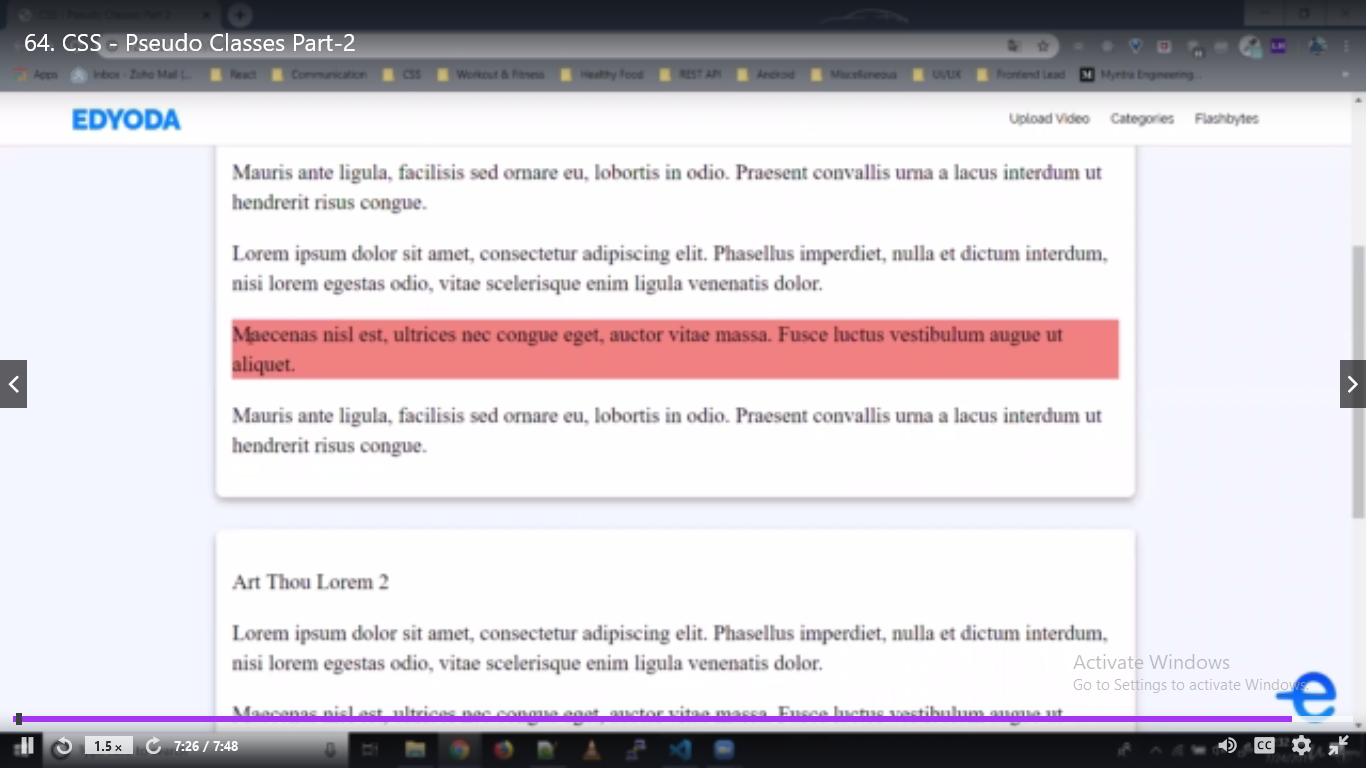 CSS - Pseudo Classes Part 2
64. CSS - Pseudo Classes Part-2
Apps Inbox - Zoho Mail (... React Communication CSS Workout & Fitness Healthy Food REST API Android Miscellaneous UI/UX Frontend Lead M Myntra Engineering...
EDYODA
Upload Video Categories Flashbytes
Mauris ante ligula, facilisis sed ornare eu, lobortis in odio. Praesent convallis urna a lacus interdum ut
hendrerit risus congue.
Lorem ipsum dolor sit amet, consectetur adipiscing elit. Phasellus imperdiet, nulla et dictum interdum,
nisi lorem egestas odio, vitae scelerisque enim ligula venenatis dolor.
Maecenas nisl est, ultrices nec congue eget, auctor vitae massa. Fusce luctus vestibulum augue ut
aliquet.
Mauris ante ligula, facilisis sed ornare eu, lobortis in odio. Praesent convallis urna a lacus interdum ut
hendrerit risus congue.
Art Thou Lorem 2
Lorem ipsum dolor sit amet, consectetur adipiscing elit. Phasellus imperdiet, nulla et dictum interdum,
nisi lorem egestas odio, vitae scelerisque enim ligula venenatis dolor.
Maecenas nisl est, ultrices nec congue eget, auctor vitae massa. Fusce luctus vestibulum augue ut
Activate Windows
Go to Settings to activate Windows.
1.5 x 7:26 / 7:48 CC